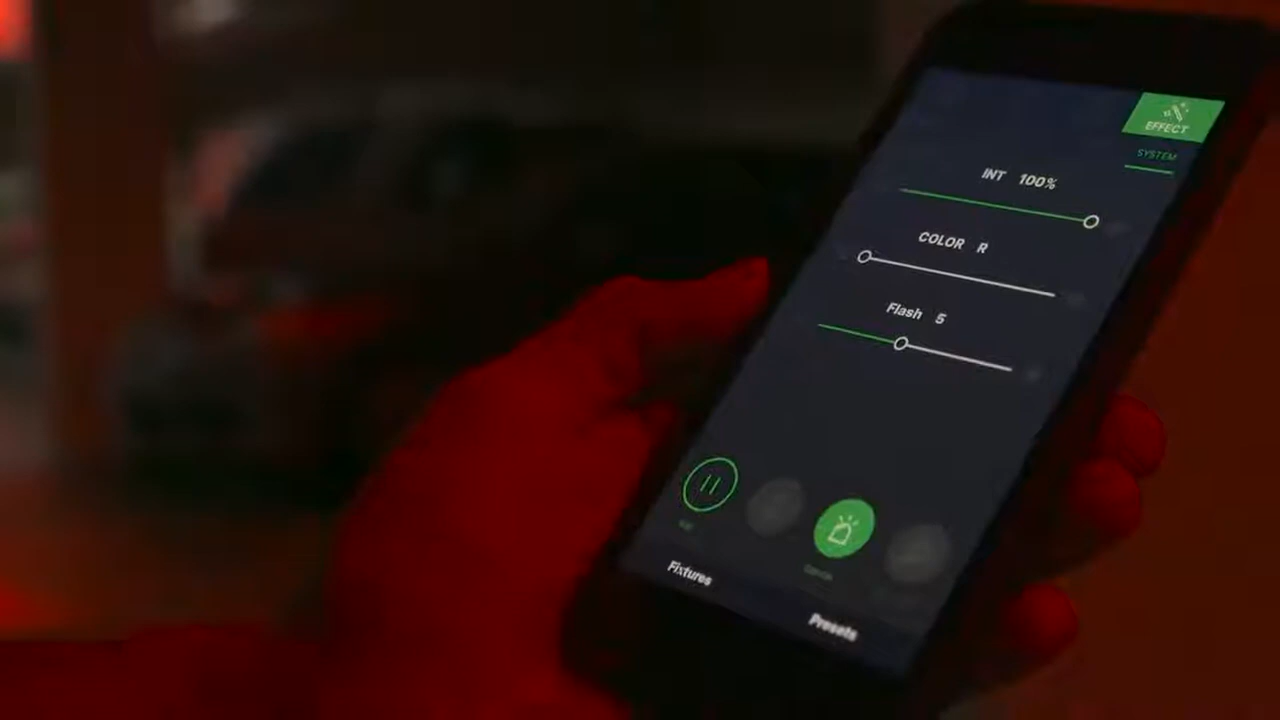 EFFECT
SYSTEM
INT 100%
COLOR R
Flash 5
Fixtures
Presets